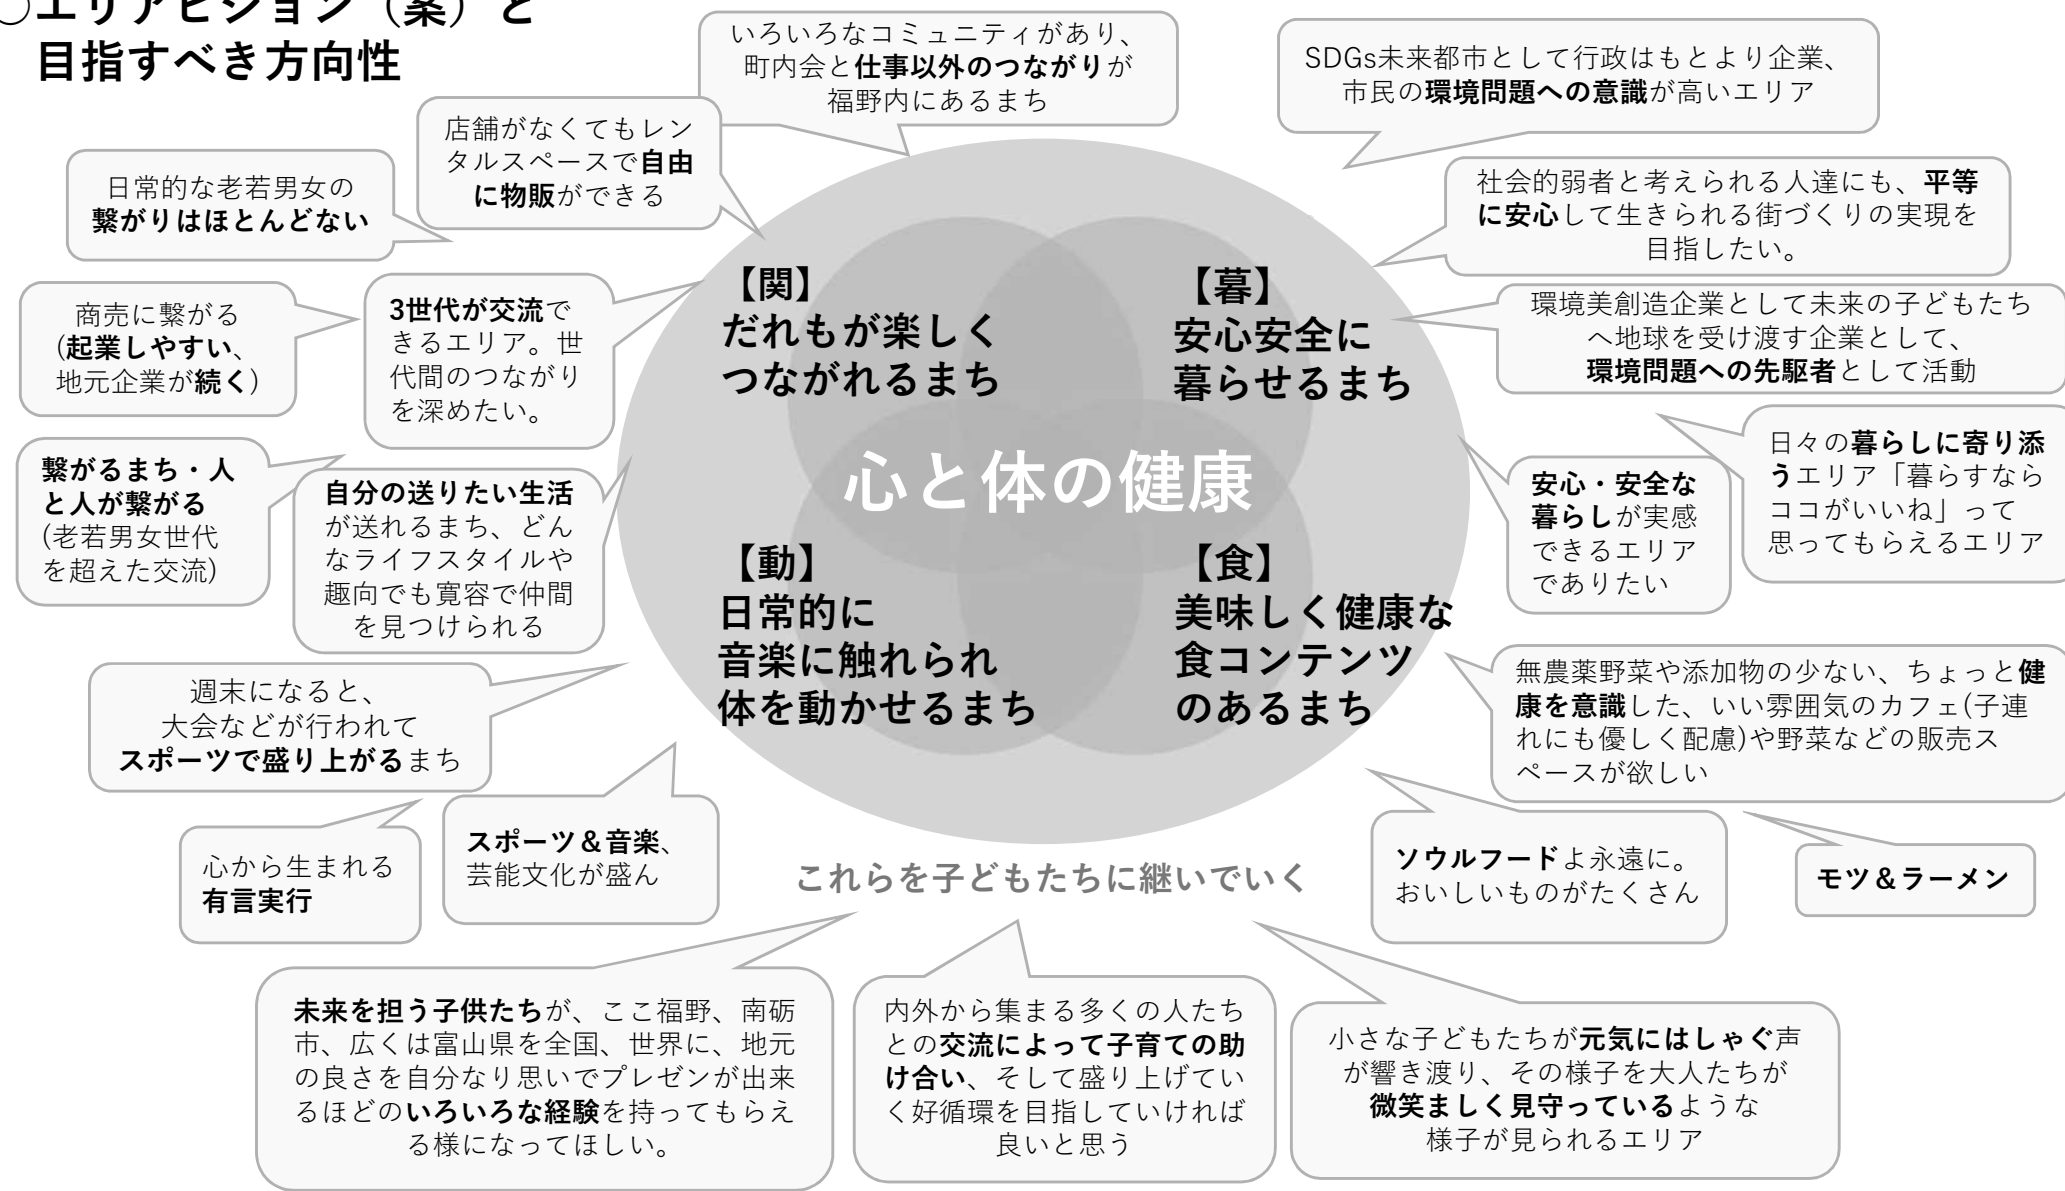 ○エリアビジョン（案）と
目指すべき方向性
いろいろなコミュニティがあり、
町内会と仕事以外のつながりが
福野内にあるまち
SDGs未来都市として行政はもとより企業、
市民の環境問題への意識が高いエリア
店舗がなくてもレン
タルスペースで自由
に物販ができる
日常的な老若男女の
繋がりはほとんどない
社会的弱者と考えられる人達にも、平等
に安心して生きられる街づくりの実現を
目指したい。
商売に繋がる
(起業しやすい、
地元企業が続く)
3世代が交流で
きるエリア。世
代間のつながり
を深めたい。
【関】
だれもが楽しく
つながれるまち
【暮】
安心安全に
暮らせるまち
環境美創造企業として未来の子どもたち
へ地球を受け渡す企業として、
環境問題への先駆者として活動
繋がるまち・人
と人が繋がる
(老若男女世代
を超えた交流)
自分の送りたい生活
が送れるまち、どん
なライフスタイルや
趣向でも寛容で仲間
を見つけられる
心と体の健康
安心・安全な
暮らしが実感
できるエリア
でありたい
日々の暮らしに寄り添
うエリア「暮らすなら
ココがいいね」って
思ってもらえるエリア
【動】
日常的に
音楽に触れられ
体を動かせるまち
【食】
美味しく健康な
食コンテンツ
のあるまち
週末になると、
大会などが行われて
スポーツで盛り上がるまち
無農薬野菜や添加物の少ない、ちょっと健
康を意識した、いい雰囲気のカフェ(子連
れにも優しく配慮)や野菜などの販売ス
ペースが欲しい
心から生まれる
有言実行
スポーツ＆音楽、
芸能文化が盛ん
これらを子どもたちに継いでいく
ソウルフードよ永遠に。
おいしいものがたくさん
モツ＆ラーメン
未来を担う子供たちが、ここ福野、南砺
市、広くは富山県を全国、世界に、地元
の良さを自分なり思いでプレゼンが出来
るほどのいろいろな経験を持ってもらえ
る様になってほしい。
内外から集まる多くの人たち
との交流によって子育ての助
け合い、そして盛り上げてい
く好循環を目指していければ
良いと思う
小さな子どもたちが元気にはしゃぐ声
が響き渡り、その様子を大人たちが
微笑ましく見守っているような
様子が見られるエリア